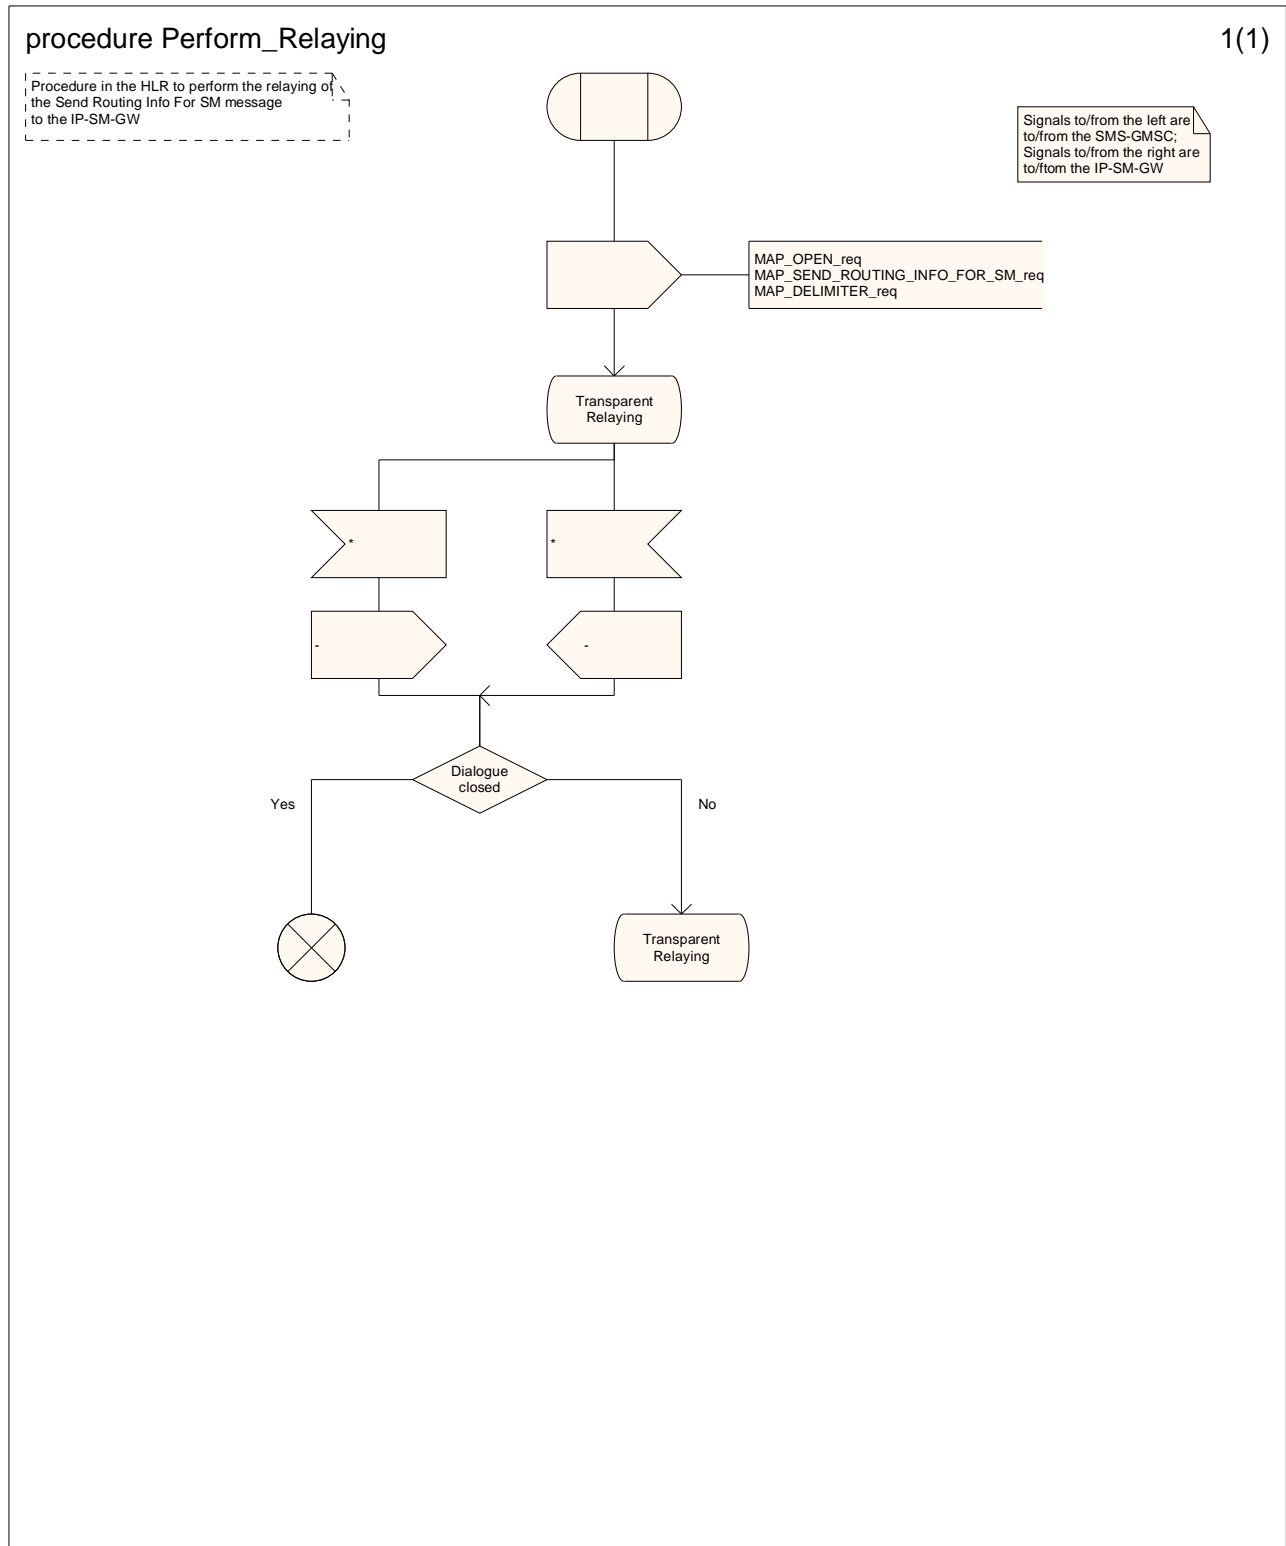 procedure Perform_Relaying
1(1)
Procedure in the HLR to perform the relaying of
the Send Routing Info For SM message
to the IP-SM-GW
Signals to/from the left are
to/from the SMS-GMSC;
Signals to/from the right are
to/ftom the IP-SM-GW
MAP_OPEN_req
MAP_SEND_ROUTING_INFO_FOR_SM_req
MAP_DELIMITER_req
Transparent
Relaying
*
*
-
-
Dialogue
closed
Yes
No
Transparent
Relaying